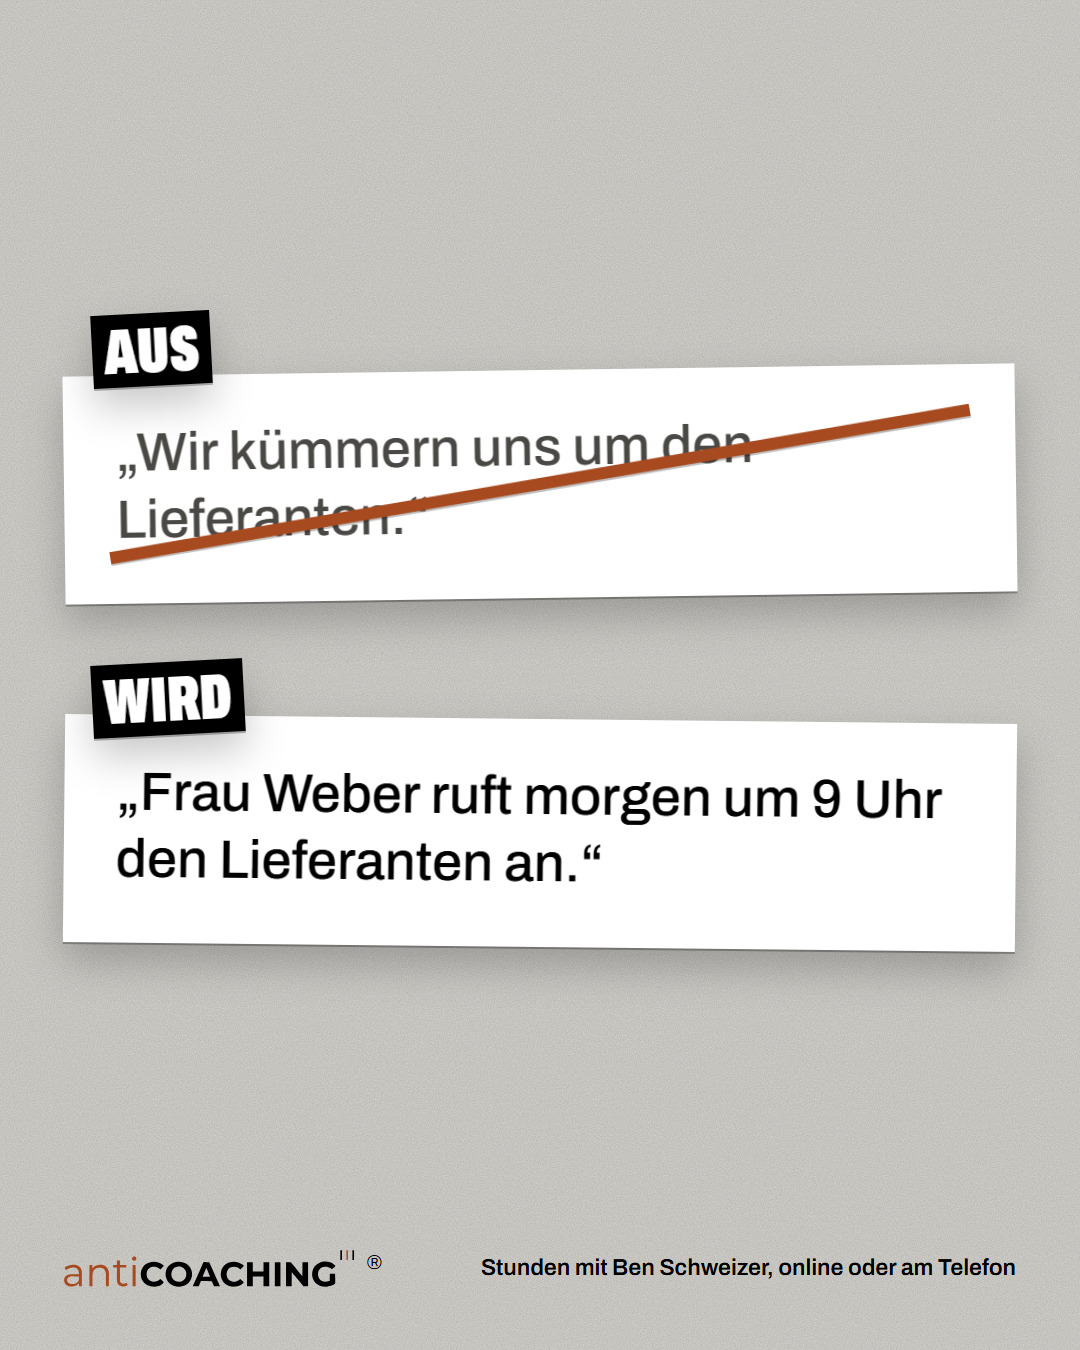 AUS
„Wir kümmern uns um den
Lieferanten.“
WIRD
„Frau Weber ruft morgen um 9 Uhr
den Lieferanten an.“
antiCOACHING ®
Stunden mit Ben Schweizer, online oder am Telefon